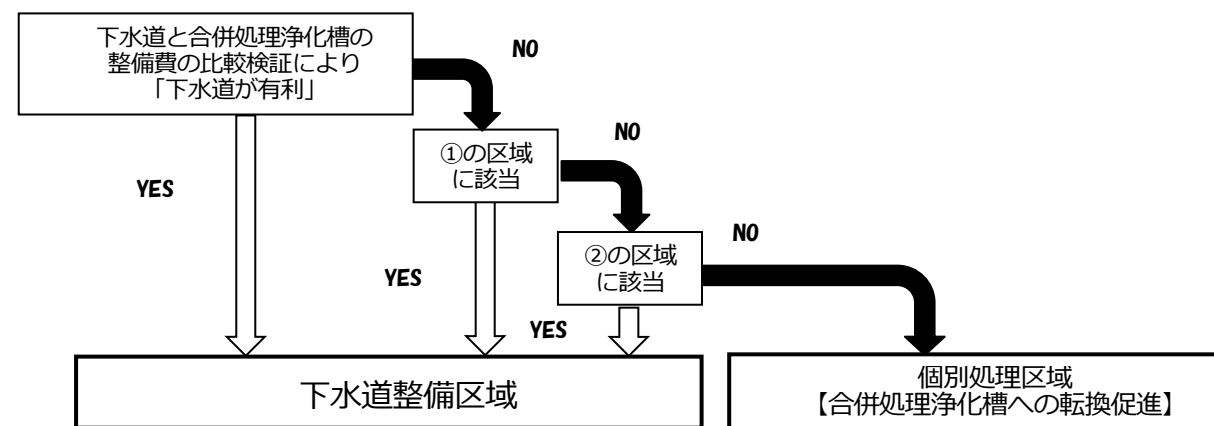 下水道と合併処理浄化槽の
整備費の比較検証により
「下水道が有利」
NO
①の区域
に該当
NO
YES
②の区域
に該当
NO
YES
YES
下水道整備区域
個別処理区域
【合併処理浄化槽への転換促進】